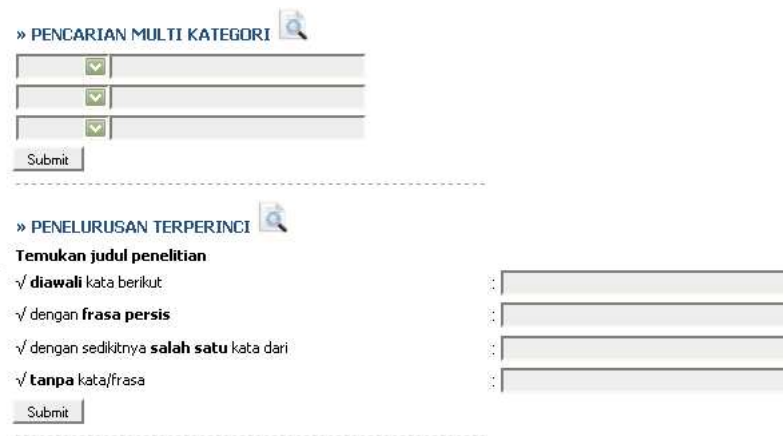 » PENCARIAN MULTI KATEGORI
Submit
» PENELURUSAN TERPERINCI
Temukan judul penelitian
√ diawali kata berikut :
√ dengan frasa persis :
√ dengan sedikitnya salah satu kata dari :
√ tanpa kata/frasa :
Submit